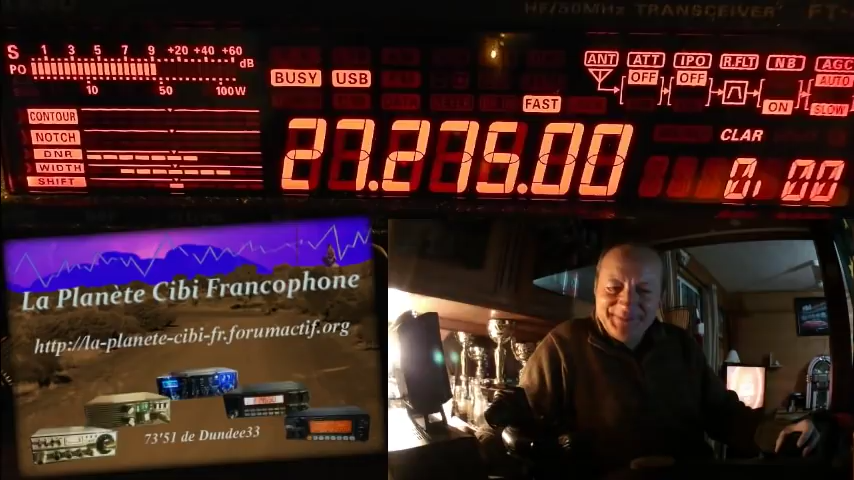 HF/50MHz TRANSCEIVER FT-
S 1 3 5 7 9 +20 +40 +60 dB
PO 10 50 100 W
BUSY USB
FAST
ANT ATT IPO R.FLT NB AGC
OFF OFF AUTO
ON SLOW
CONTOUR
NOTCH
DNR
WIDTH
SHIFT
27.275.00
CLAR
0.00
La Planète Cibi Francophone
http://la-planete-cibi-fr.forumactif.org
73'51 de Dundee33